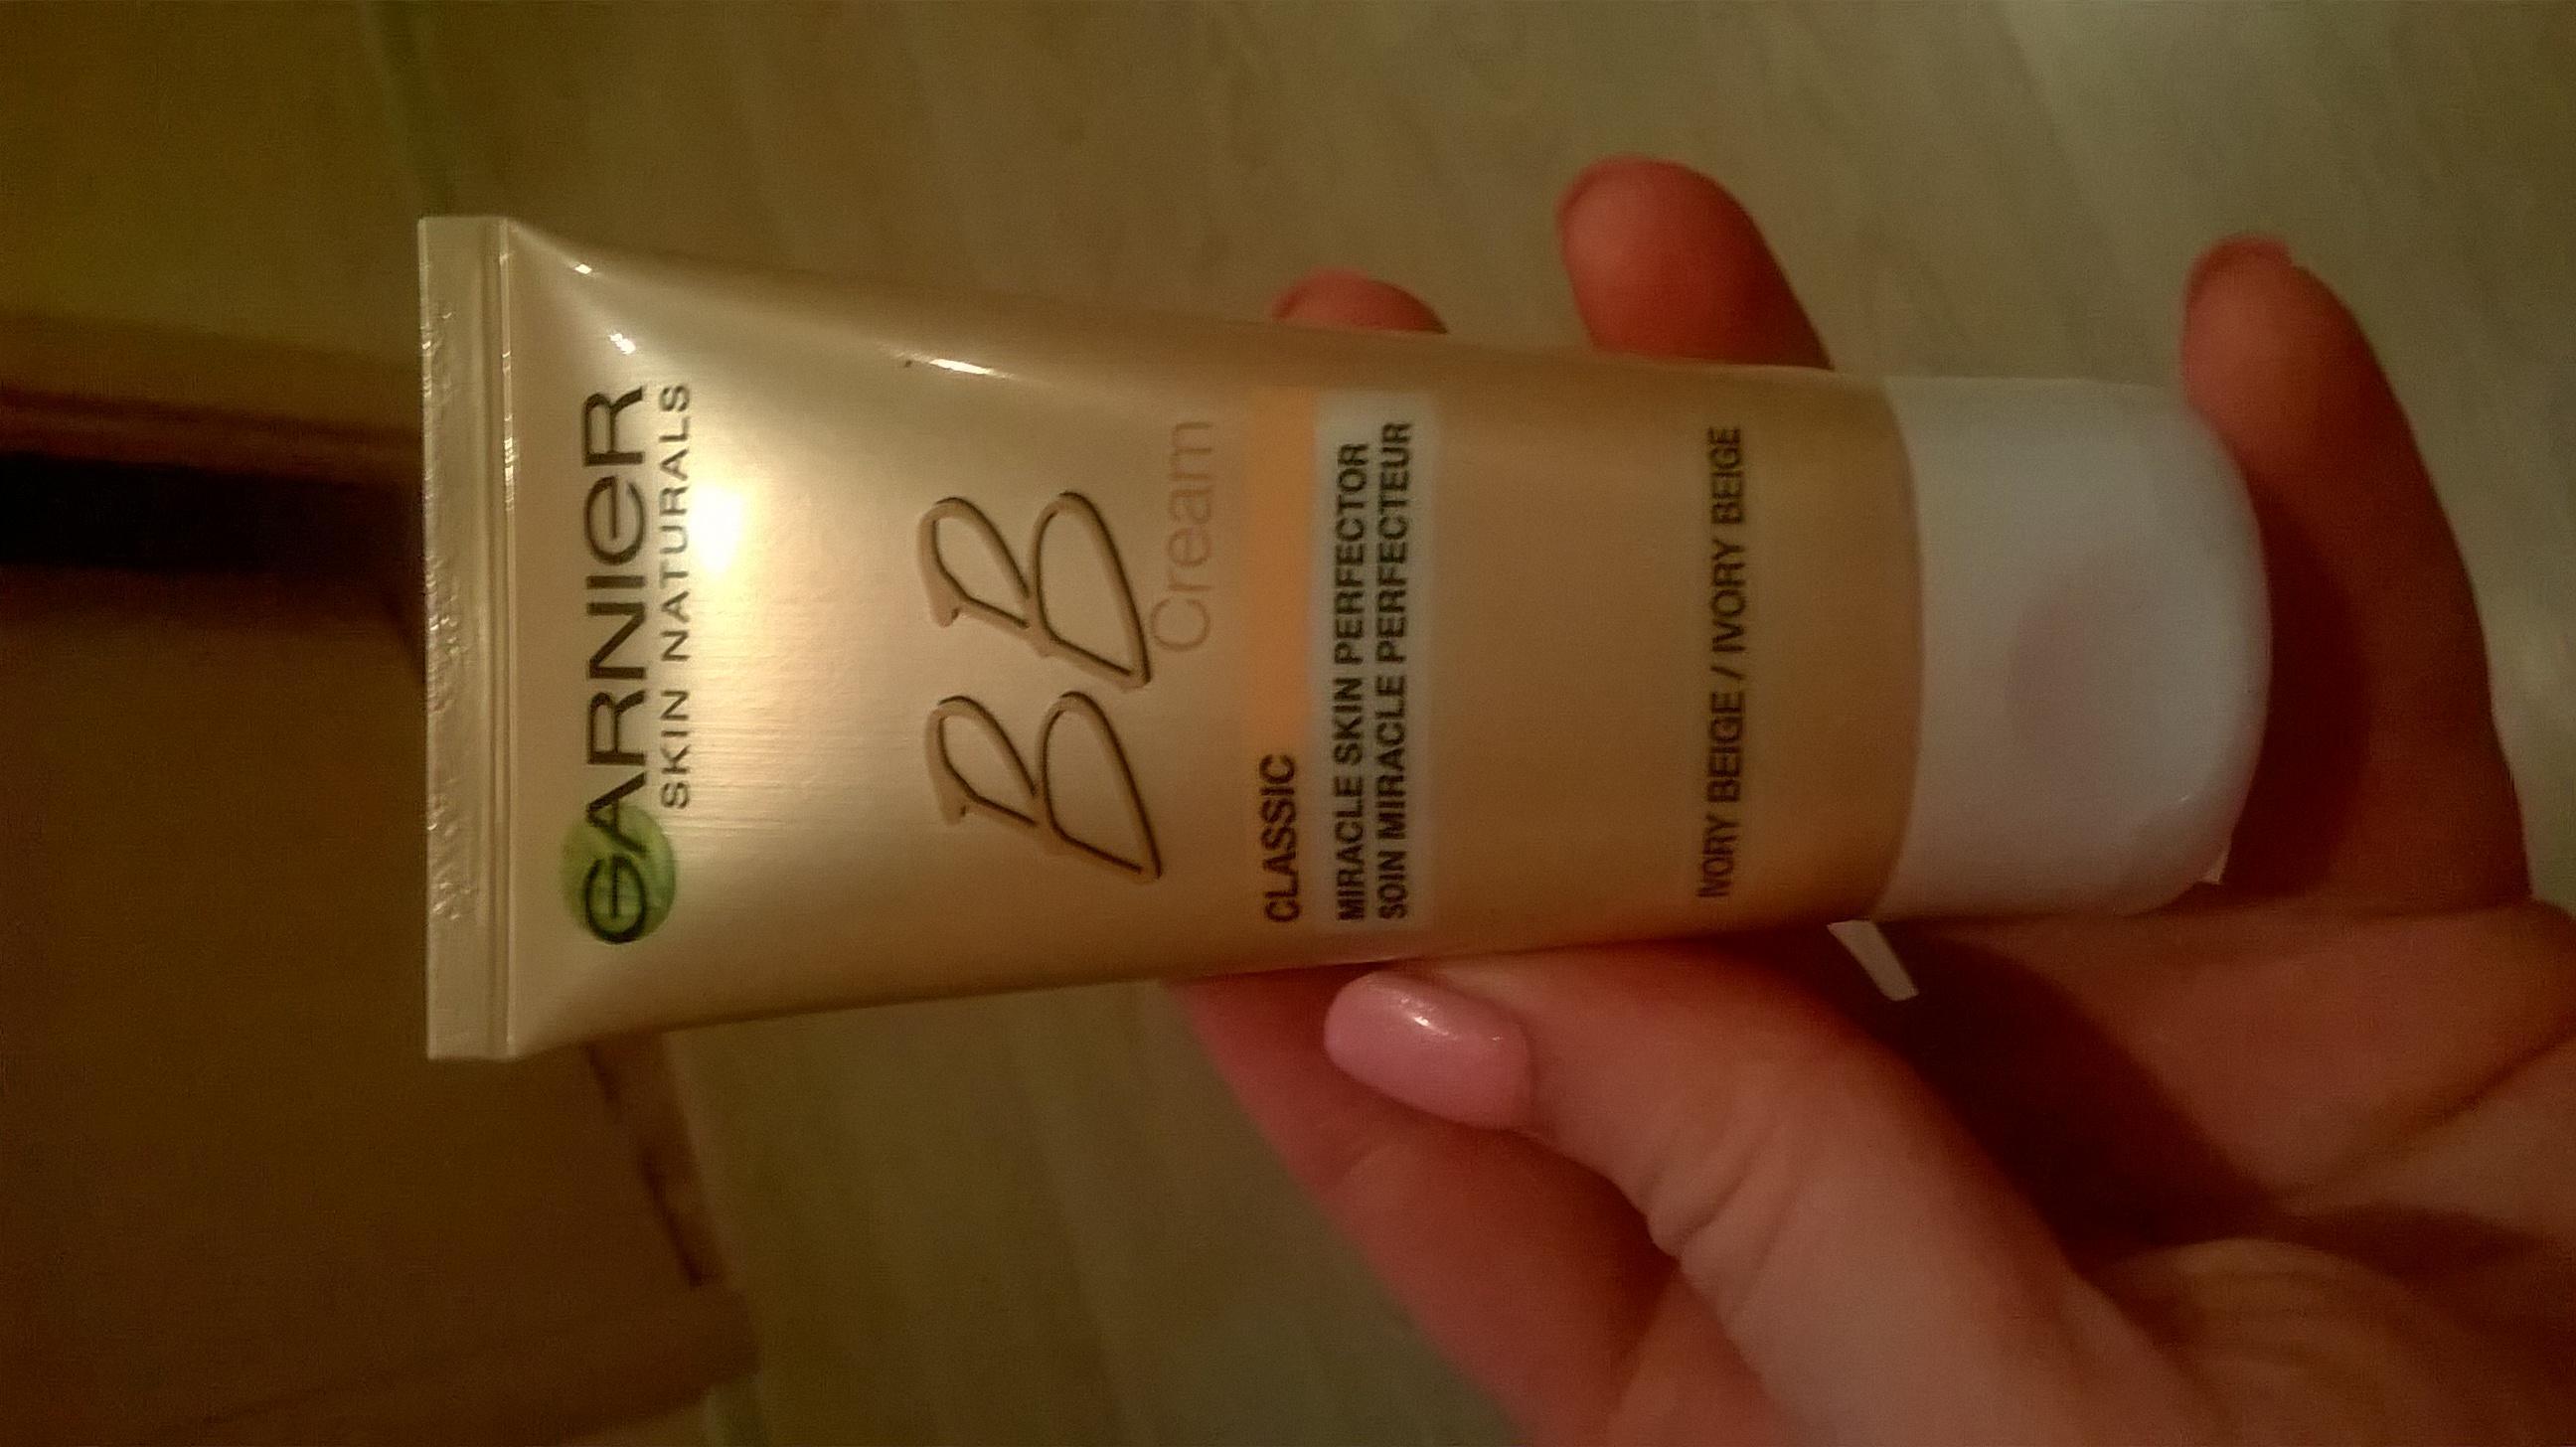 GARNIER
SKIN NATURALS
BB
Cream
CLASSIC
MIRACLE SKIN PERFECTOR
SOIN MIRACLE PERFECTEUR
IVORY BEIGE / IVORY BEIGE